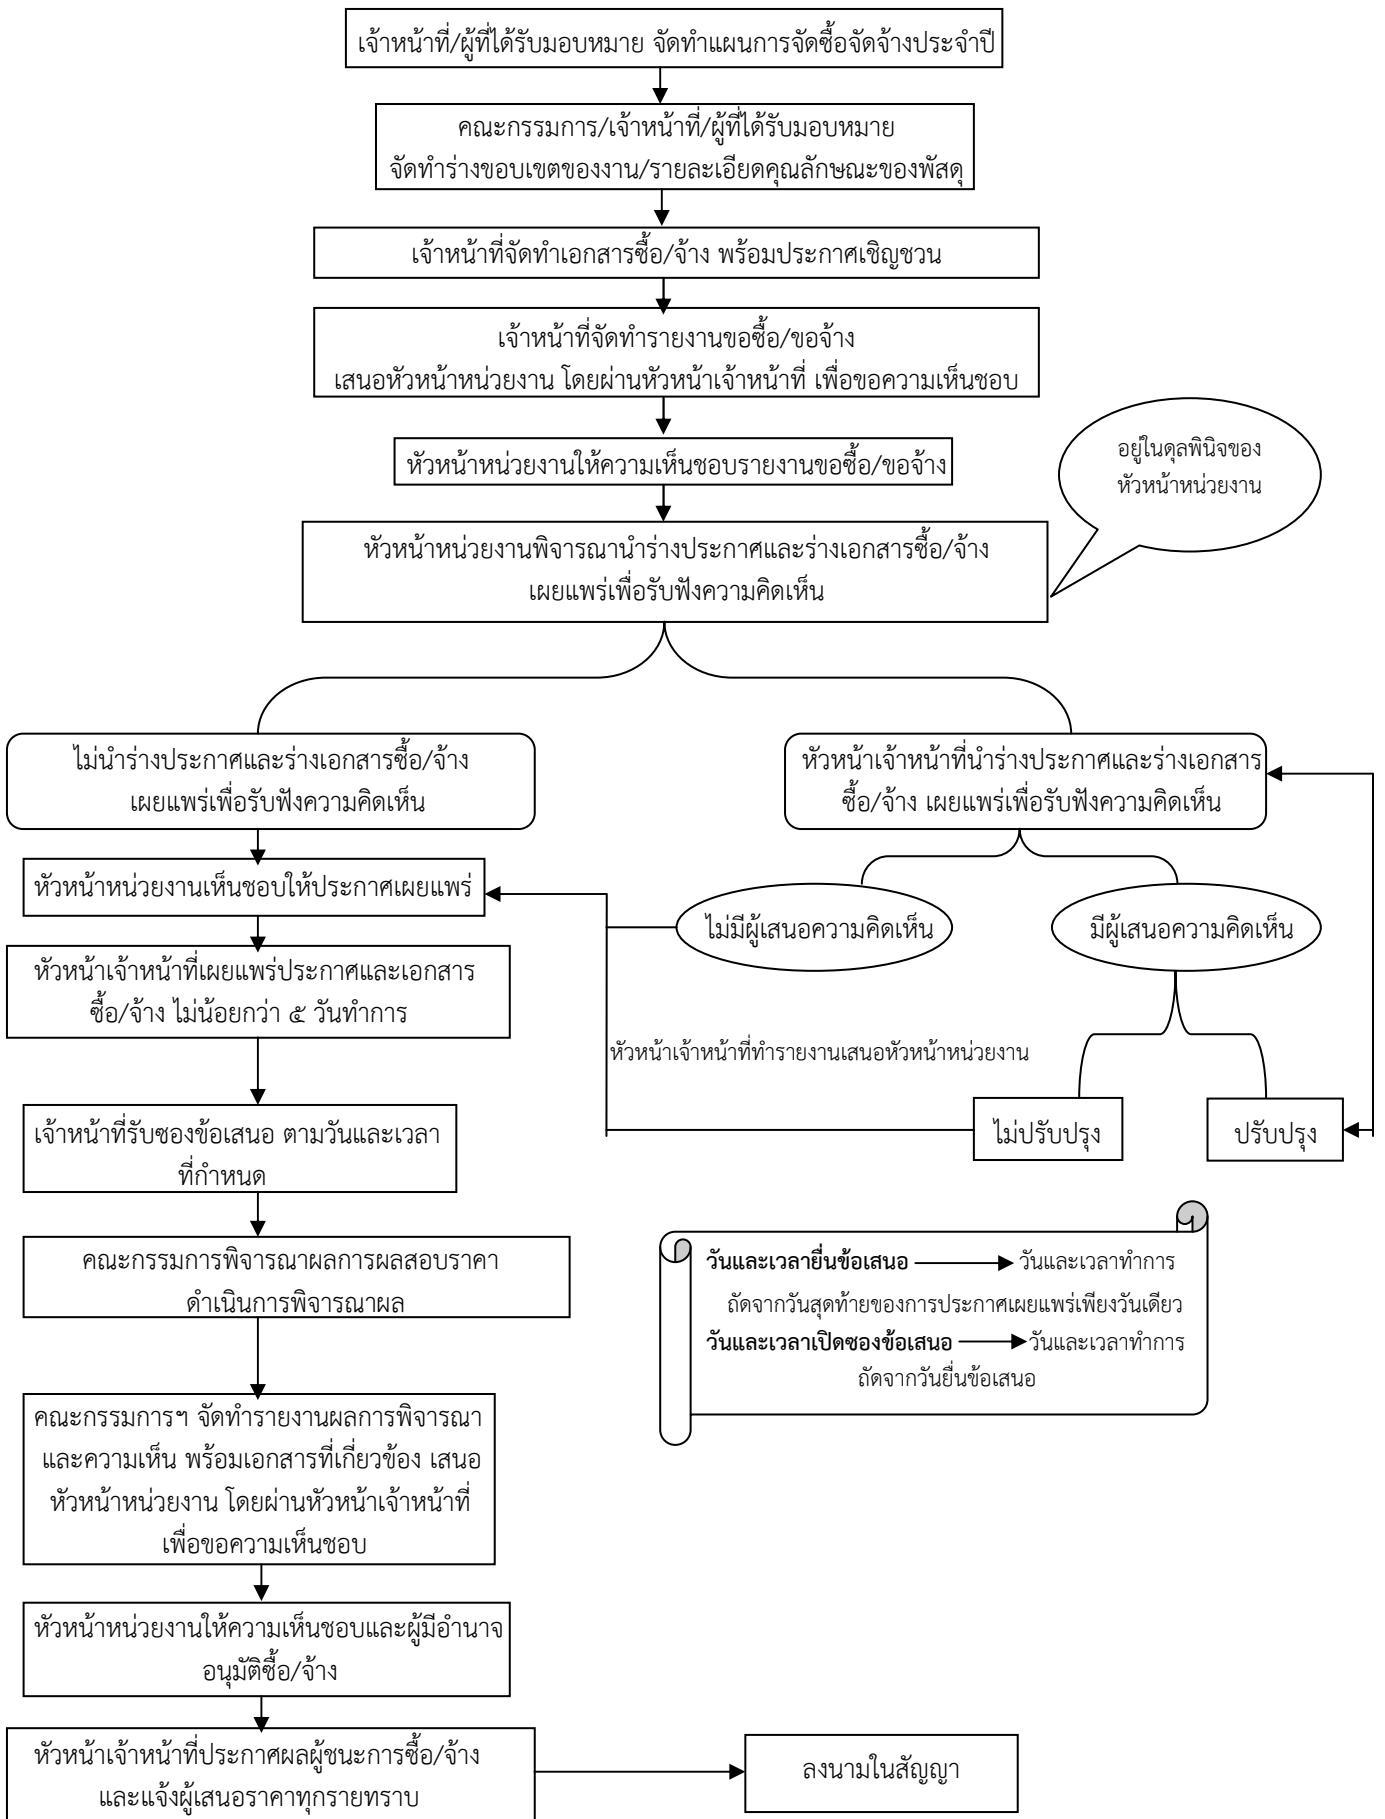 เจ้าหน้าที่/ผู้ที่ได้รับมอบหมาย จัดทำแผนการจัดซื้อจัดจ้างประจำปี
คณะกรรมการ/เจ้าหน้าที่/ผู้ที่ได้รับมอบหมาย
จัดทำร่างขอบเขตของงาน/รายละเอียดคุณลักษณะของพัสดุ
เจ้าหน้าที่จัดทำเอกสารซื้อ/จ้าง พร้อมประกาศเชิญชวน
เจ้าหน้าที่จัดทำรายงานขอซื้อ/ขอจ้าง
เสนอหัวหน้าหน่วยงาน โดยผ่านหัวหน้าเจ้าหน้าที่ เพื่อขอความเห็นชอบ
หัวหน้าหน่วยงานให้ความเห็นชอบรายงานขอซื้อ/ขอจ้าง
อยู่ในดุลพินิจของ
หัวหน้าหน่วยงาน
หัวหน้าหน่วยงานพิจารณานำร่างประกาศและร่างเอกสารซื้อ/จ้าง
เผยแพร่เพื่อรับฟังความคิดเห็น
ไม่นำร่างประกาศและร่างเอกสารซื้อ/จ้าง
เผยแพร่เพื่อรับฟังความคิดเห็น
หัวหน้าเจ้าหน้าที่นำร่างประกาศและร่างเอกสาร
ซื้อ/จ้าง เผยแพร่เพื่อรับฟังความคิดเห็น
หัวหน้าหน่วยงานเห็นชอบให้ประกาศเผยแพร่
ไม่มีผู้เสนอความคิดเห็น
มีผู้เสนอความคิดเห็น
หัวหน้าเจ้าหน้าที่เผยแพร่ประกาศและเอกสาร
ซื้อ/จ้าง ไม่น้อยกว่า ๕ วันทำการ
หัวหน้าเจ้าหน้าที่ทำรายงานเสนอหัวหน้าหน่วยงาน
ไม่ปรับปรุง
ปรับปรุง
เจ้าหน้าที่รับซองข้อเสนอ ตามวันและเวลา
ที่กำหนด
คณะกรรมการพิจารณาผลการผลสอบราคา
ดำเนินการพิจารณาผล
วันและเวลายื่นข้อเสนอ วันและเวลาทำการ
ถัดจากวันสุดท้ายของการประกาศเผยแพร่เพียงวันเดียว
วันและเวลาเปิดซองข้อเสนอ วันและเวลาทำการ
ถัดจากวันยื่นข้อเสนอ
คณะกรรมการฯ จัดทำรายงานผลการพิจารณา
และความเห็น พร้อมเอกสารที่เกี่ยวข้อง เสนอ
หัวหน้าหน่วยงาน โดยผ่านหัวหน้าเจ้าหน้าที่
เพื่อขอความเห็นชอบ
หัวหน้าหน่วยงานให้ความเห็นชอบและผู้มีอำนาจ
อนุมัติซื้อ/จ้าง
หัวหน้าเจ้าหน้าที่ประกาศผลผู้ชนะการซื้อ/จ้าง
และแจ้งผู้เสนอราคาทุกรายทราบ
ลงนามในสัญญา